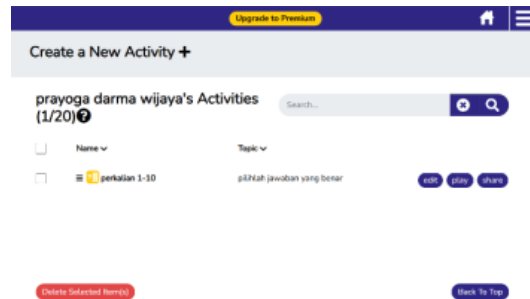 Upgrade to Premium
Create a New Activity +
prayoga darma wijaya's Activities
(1/20)
Search...
Name
Topic
perkalian 1-10
pilihlah jawaban yang benar
edit
play
share
Delete Selected Item(s)
Back To Top